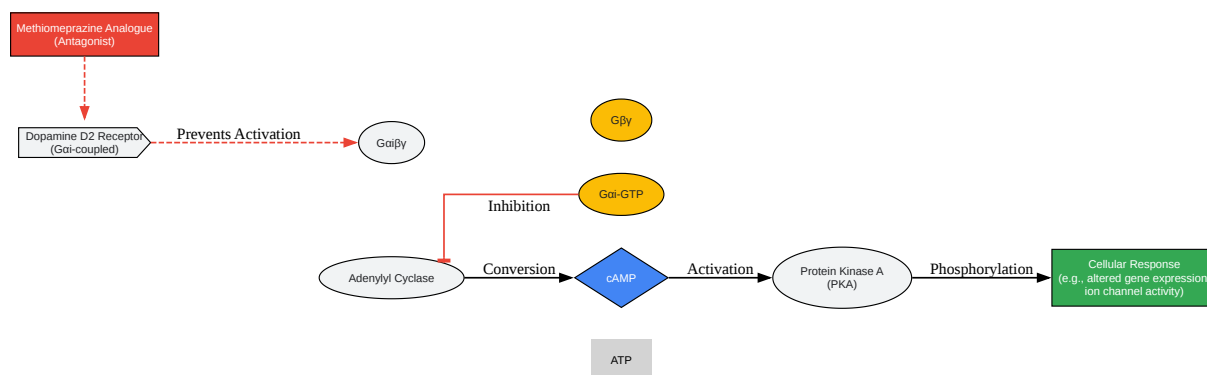 Methiomeprazine Analogue
(Antagonist)
Dopamine D2 Receptor
(Gαi-coupled)
Prevents Activation
Gαiβγ
Gβγ
Gαi-GTP
Inhibition
Adenylyl Cyclase
Conversion
cAMP
Activation
Protein Kinase A
(PKA)
Phosphorylation
Cellular Response
(e.g., altered gene expression
ion channel activity)
ATP